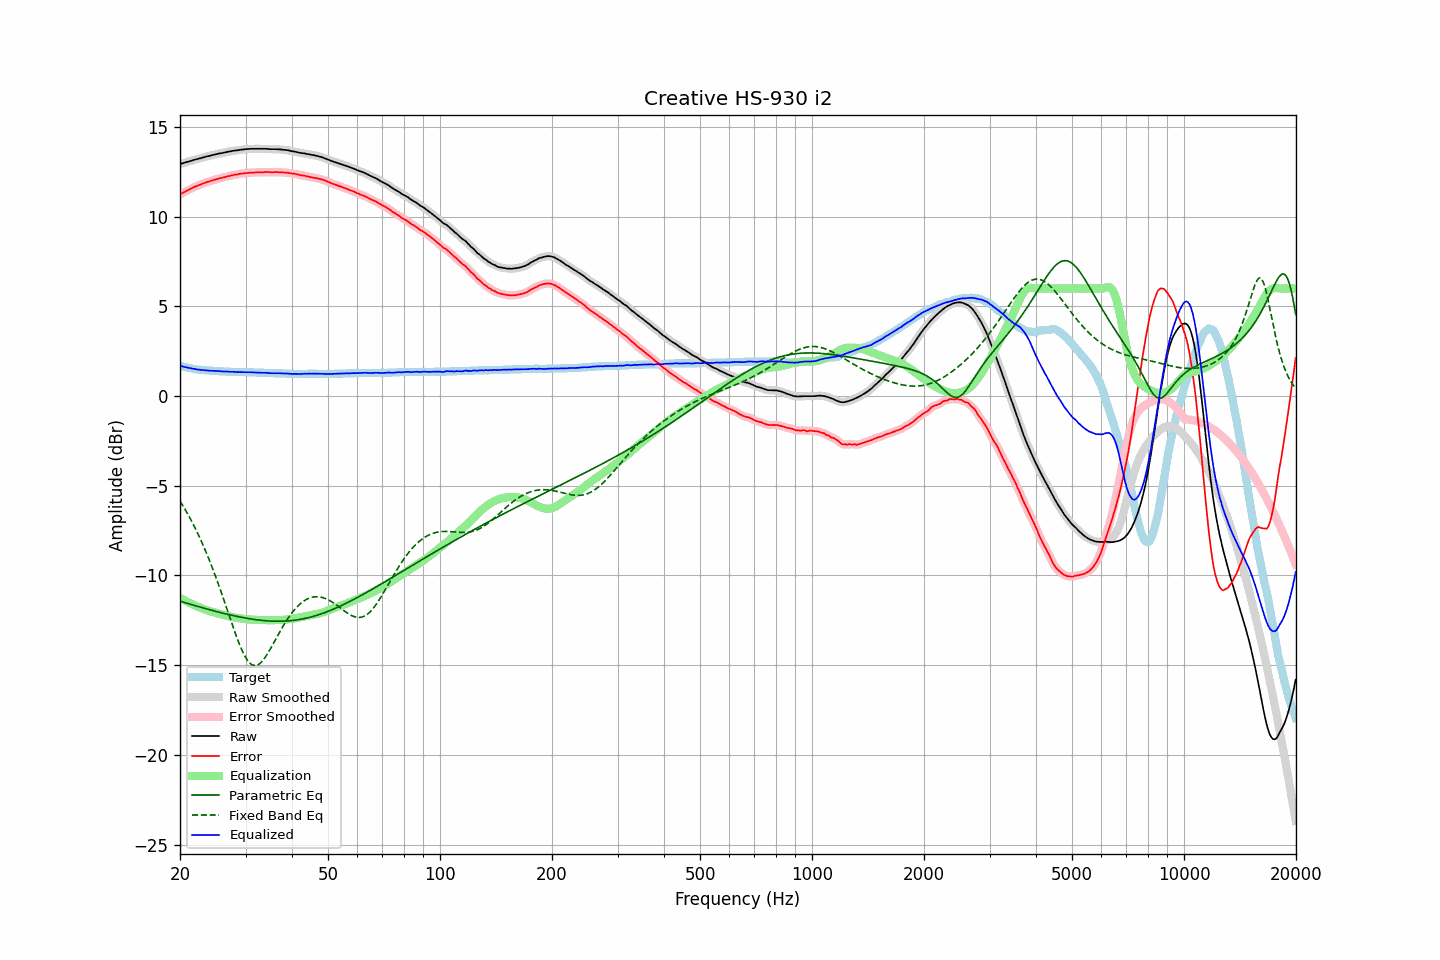 Creative HS-930 i2
Amplitude (dBr)
15
10
5
0
−5
−10
−15
−20
−25
Target
Raw Smoothed
Error Smoothed
Raw
Error
Equalization
Parametric Eq
Fixed Band Eq
Equalized
20 50 100 200 500 1000 2000 5000 10000 20000
Frequency (Hz)